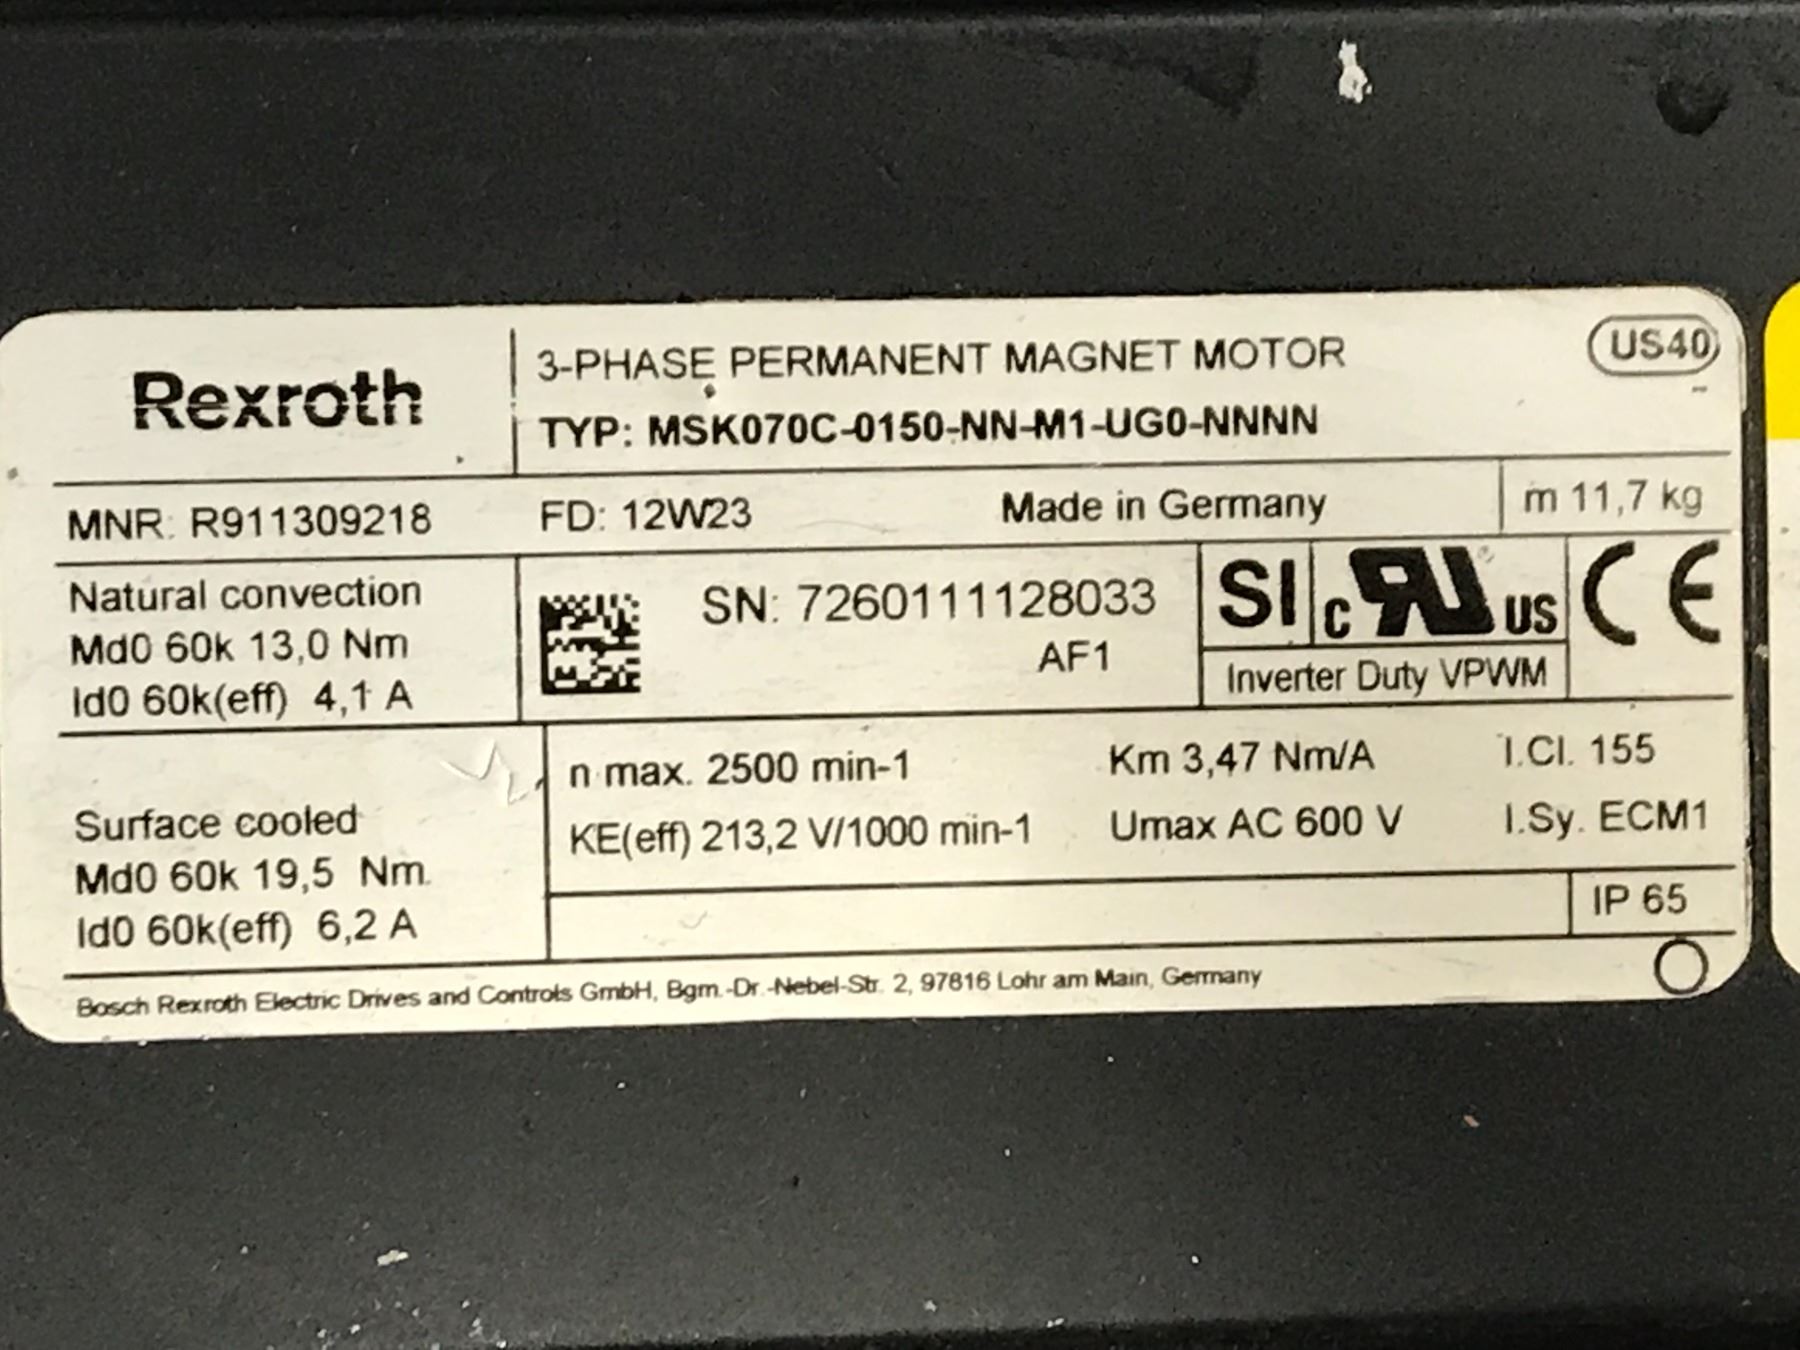 Rexroth
3-PHASE PERMANENT MAGNET MOTOR
US40
TYP: MSK070C-0150-NN-M1-UG0-NNNN
MNR: R911309218
FD: 12W23
Made in Germany
m 11,7 kg
Natural convection
Md0 60k 13,0 Nm
Id0 60k(eff) 4,1 A
SN: 7260111128033
AF1
SI
c RU US
CE
Inverter Duty VPWM
Surface cooled
Md0 60k 19,5 Nm
Id0 60k(eff) 6,2 A
n max. 2500 min-1
Km 3,47 Nm/A
I.Cl. 155
KE(eff) 213,2 V/1000 min-1
Umax AC 600 V
I.Sy. ECM1
IP 65
Bosch Rexroth Electric Drives and Controls GmbH, Bgm.-Dr.-Nebel-Str. 2, 97816 Lohr am Main, Germany